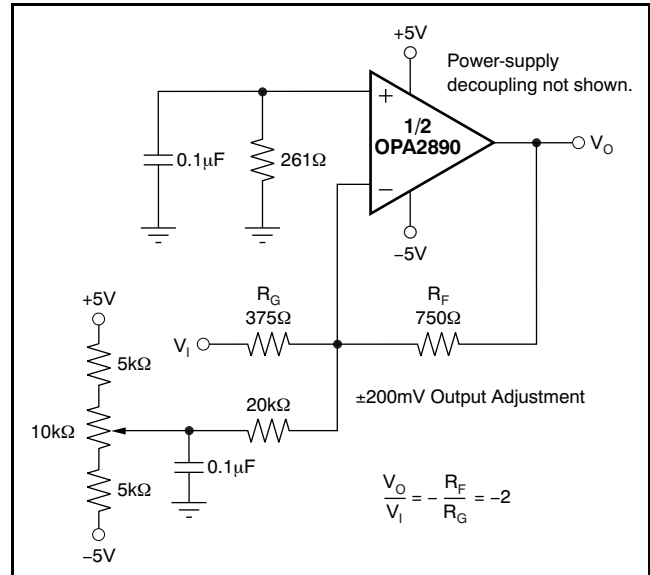 +5V
Power-supply
decoupling not shown.
+
1/2
OPA2890
−
V_O
0.1μF
261Ω
−5V
R_G
375Ω
R_F
750Ω
V_I
+5V
5kΩ
10kΩ
20kΩ
±200mV Output Adjustment
0.1μF
5kΩ
−5V
V_O/V_I = − R_F/R_G = −2